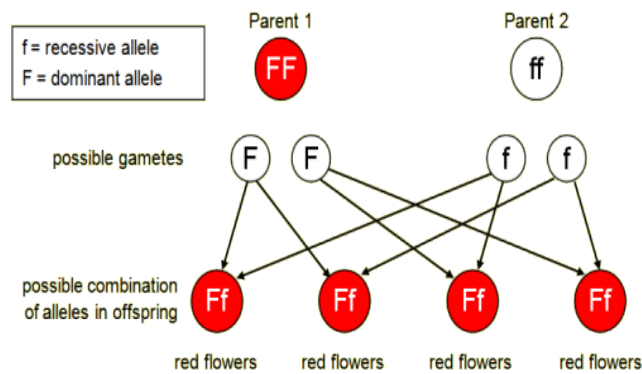 Parent 1
Parent 2
f = recessive allele
F = dominant allele
FF
ff
possible gametes
F
F
f
f
possible combination
of alleles in offspring
Ff
Ff
Ff
Ff
red flowers
red flowers
red flowers
red flowers